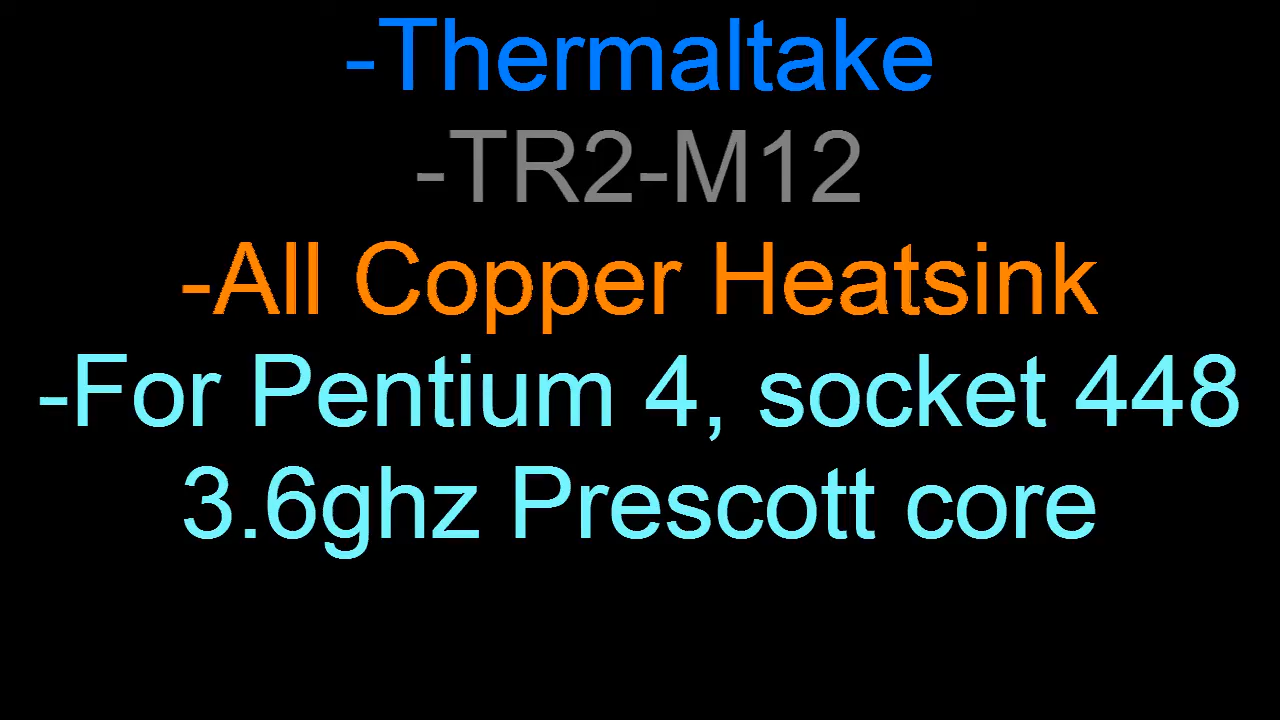 -Thermaltake
-TR2-M12
-All Copper Heatsink
-For Pentium 4, socket 448
3.6ghz Prescott core